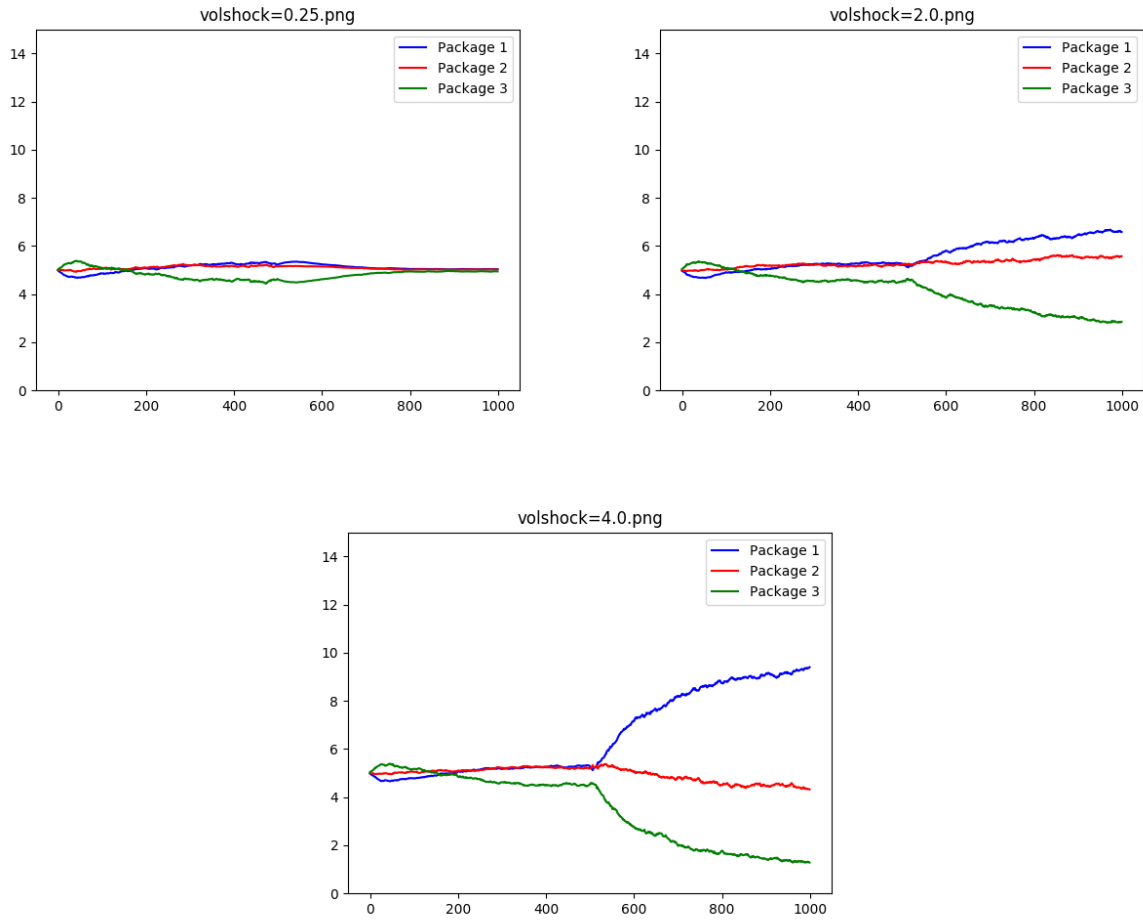 volshock=0.25.png
14
12
10
8
6
4
2
0
0 200 400 600 800 1000
Package 1
Package 2
Package 3
volshock=2.0.png
14
12
10
8
6
4
2
0
0 200 400 600 800 1000
Package 1
Package 2
Package 3
volshock=4.0.png
14
12
10
8
6
4
2
0
0 200 400 600 800 1000
Package 1
Package 2
Package 3